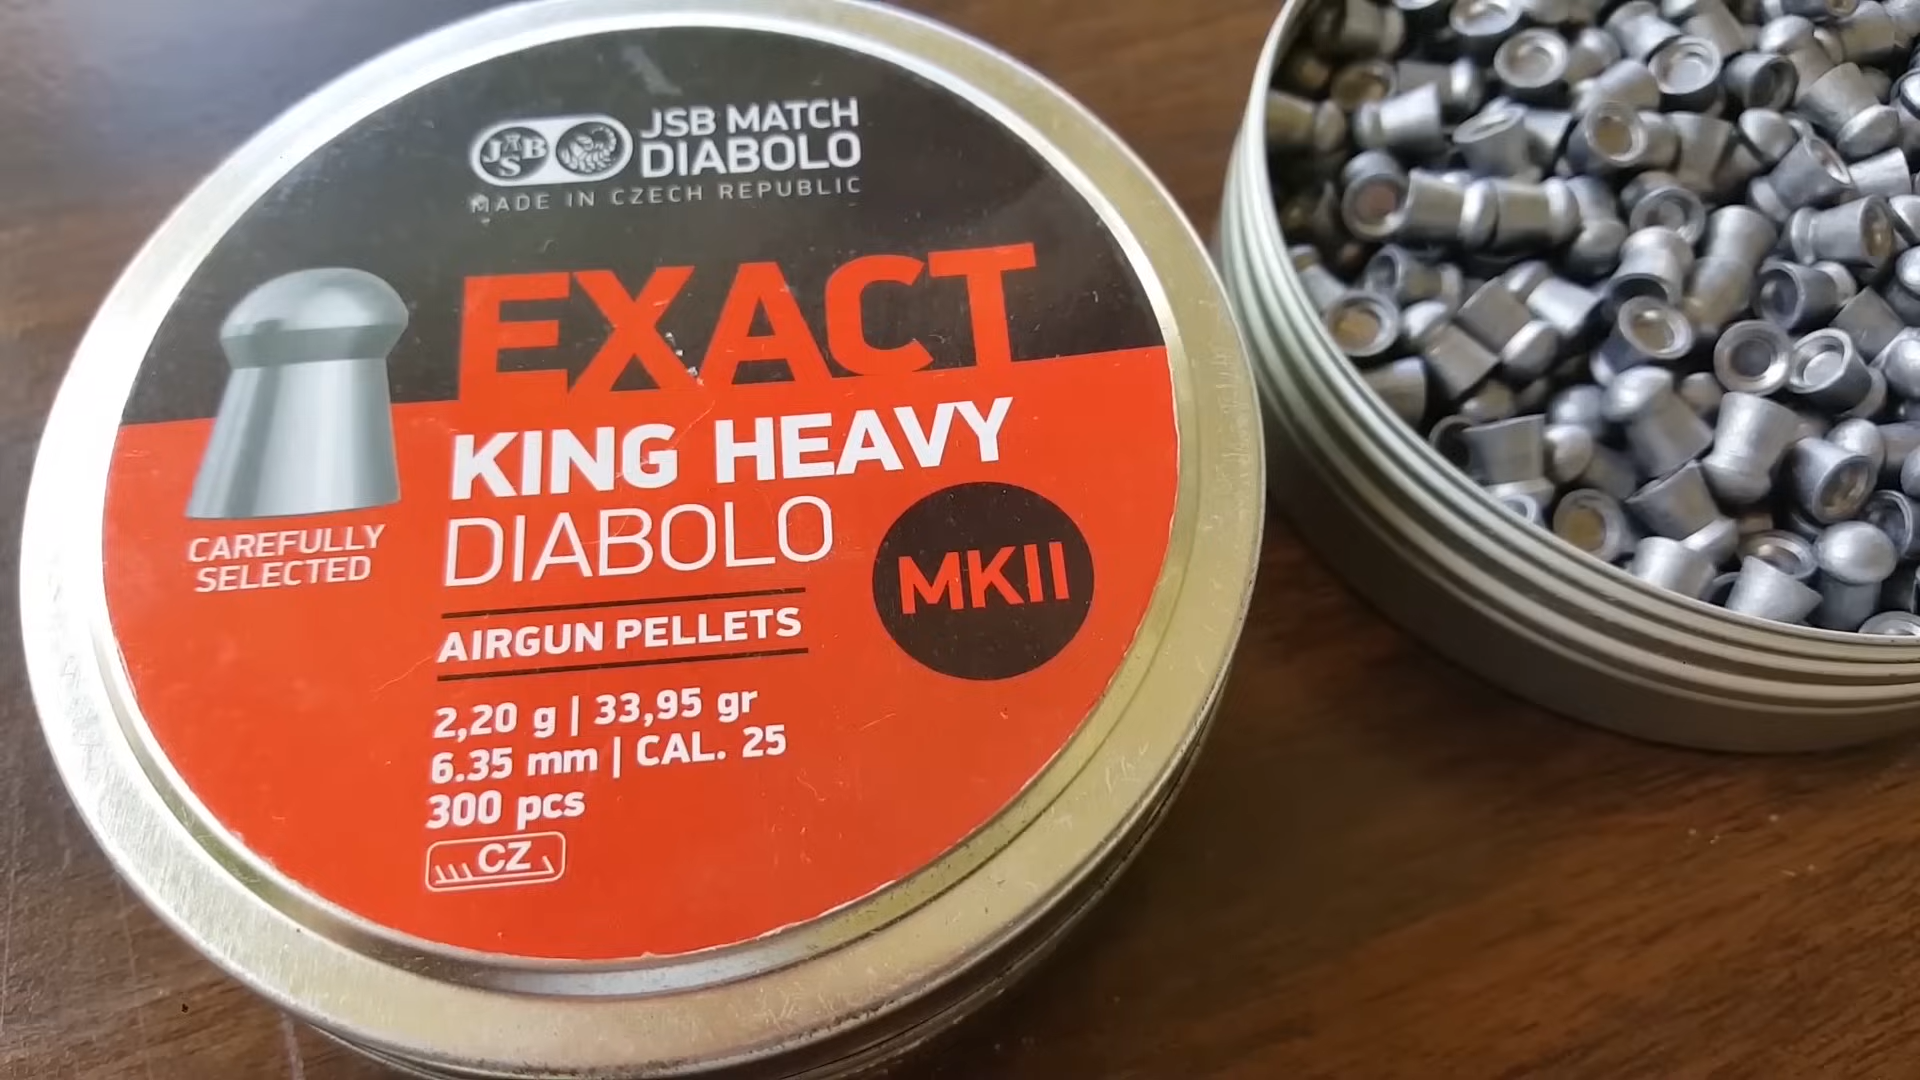 JSB
JSB MATCH
DIABOLO
MADE IN CZECH REPUBLIC
EXACT
KING HEAVY
DIABOLO
MKII
CAREFULLY
SELECTED
AIRGUN PELLETS
2,20 g | 33,95 gr
6.35 mm | CAL. 25
300 pcs
CZ